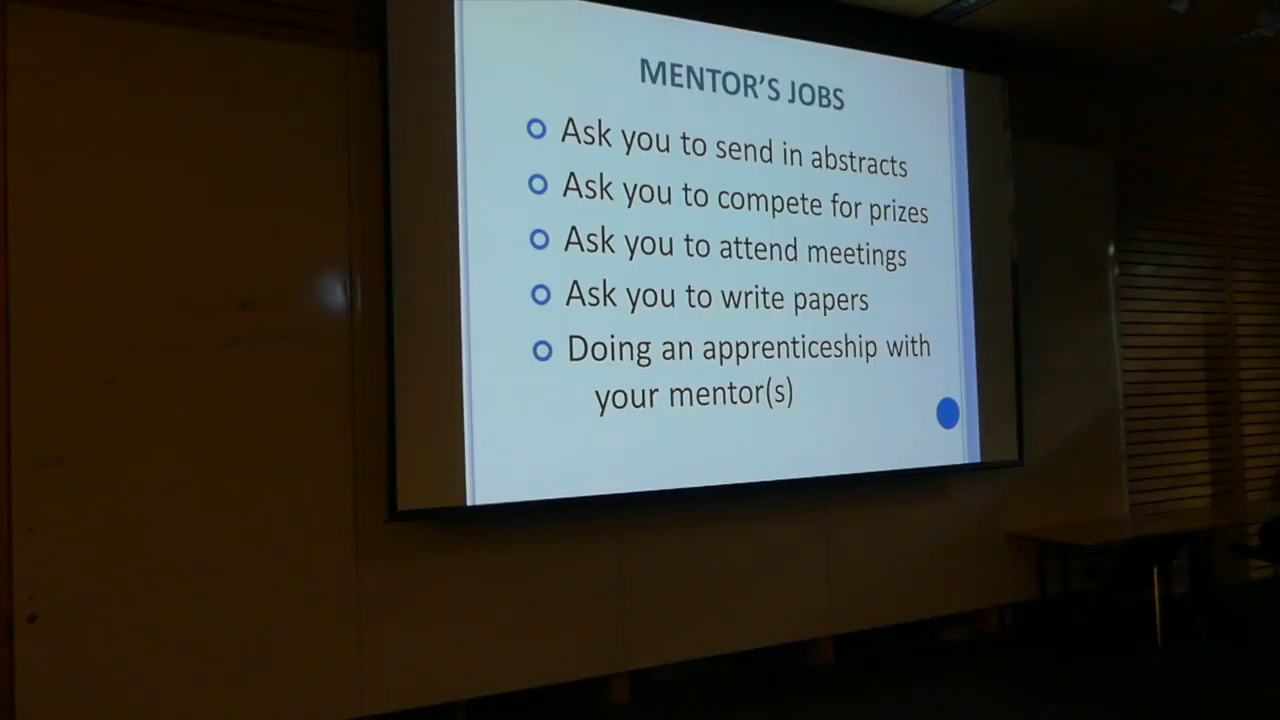 MENTOR'S JOBS
Ask you to send in abstracts
Ask you to compete for prizes
Ask you to attend meetings
Ask you to write papers
Doing an apprenticeship with
your mentor(s)